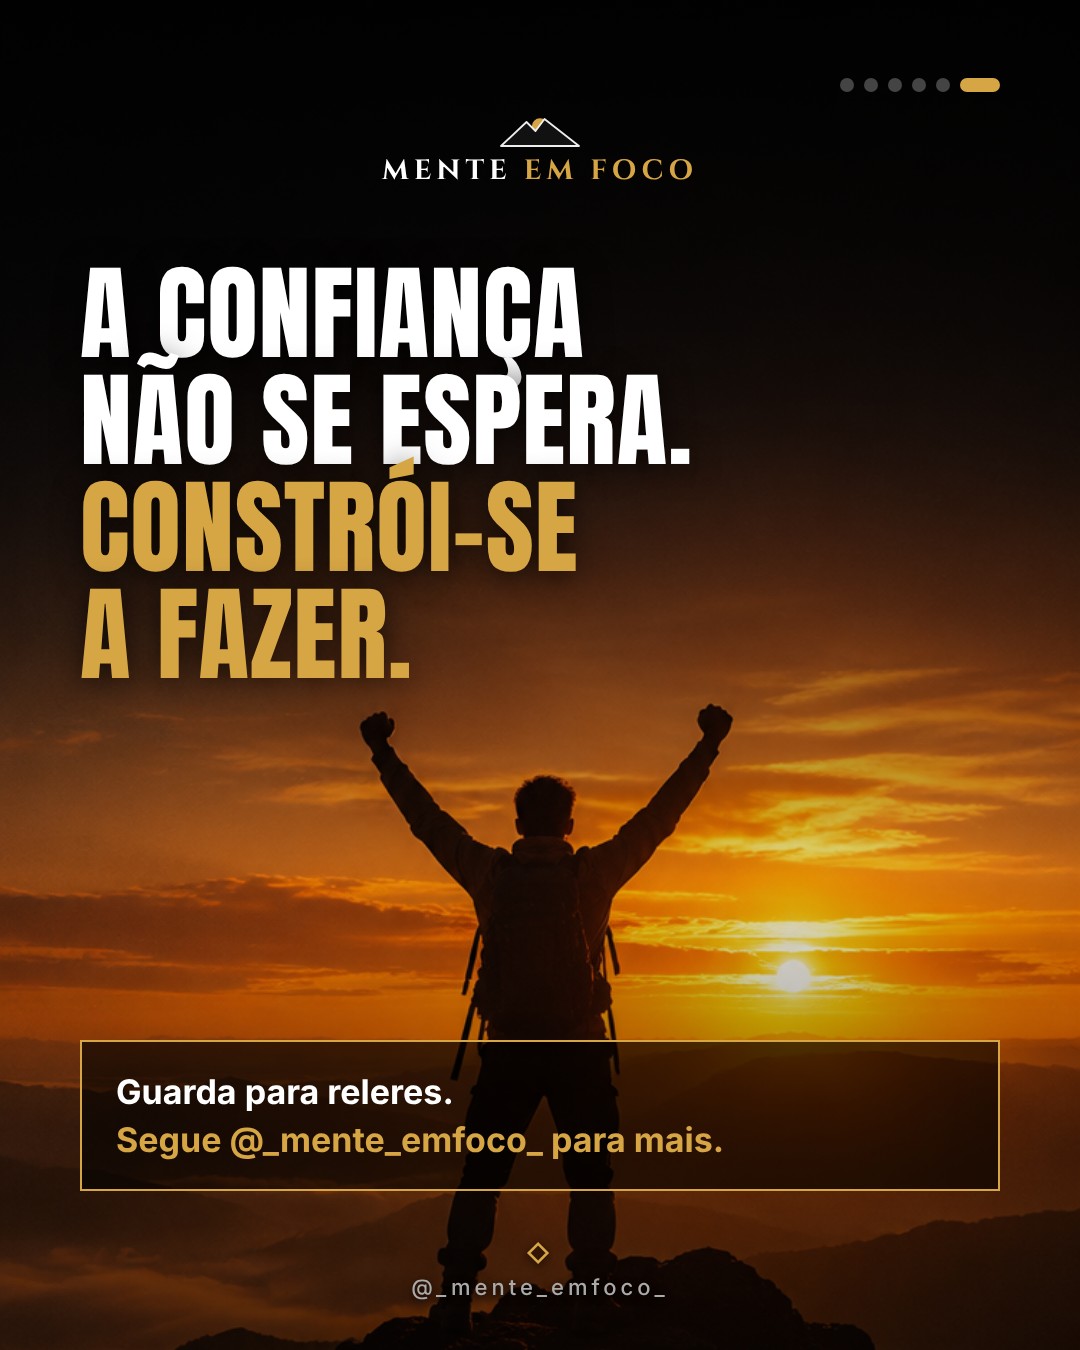 MENTE EM FOCO
A CONFIANÇA
NÃO SE ESPERA.
CONSTRÓI-SE
A FAZER.
Guarda para releres.
Segue @_mente_emfoco_ para mais.
@_mente_emfoco_